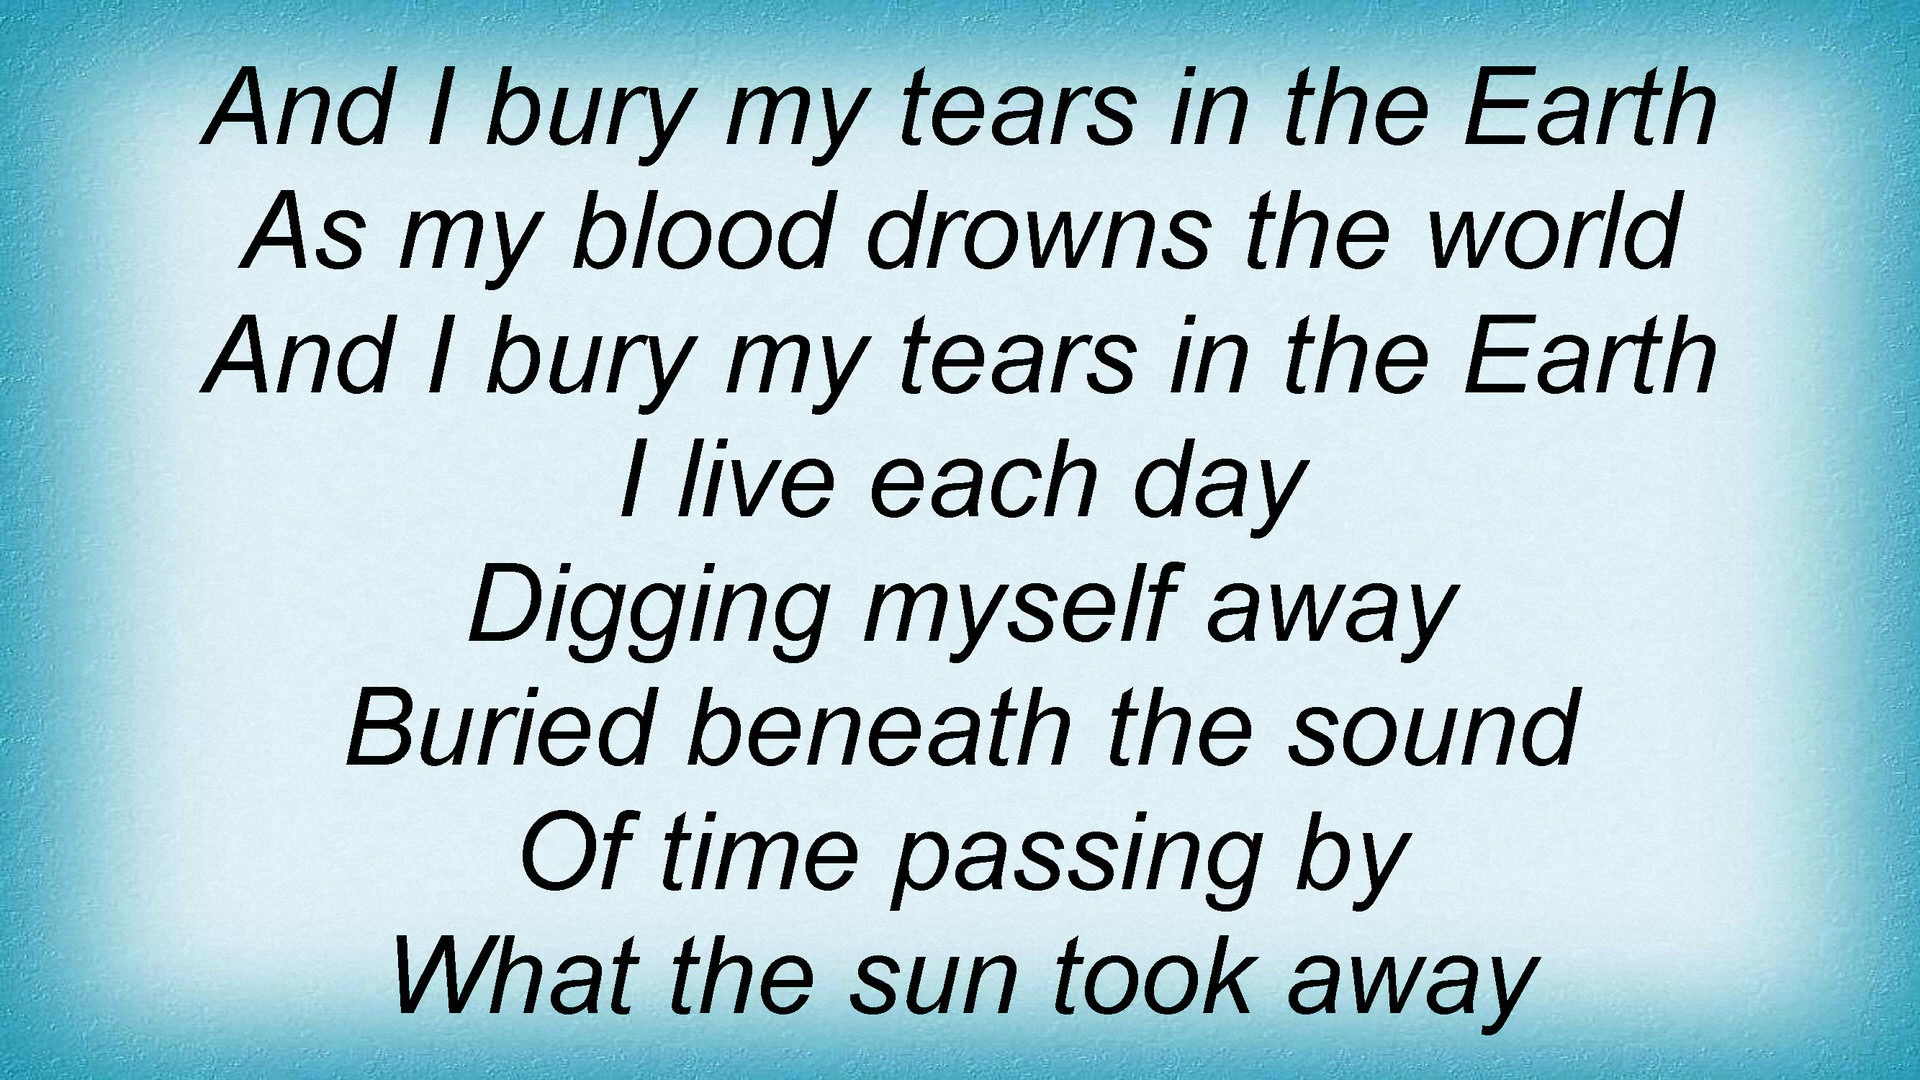 And I bury my tears in the Earth
As my blood drowns the world
And I bury my tears in the Earth
I live each day
Digging myself away
Buried beneath the sound
Of time passing by
What the sun took away